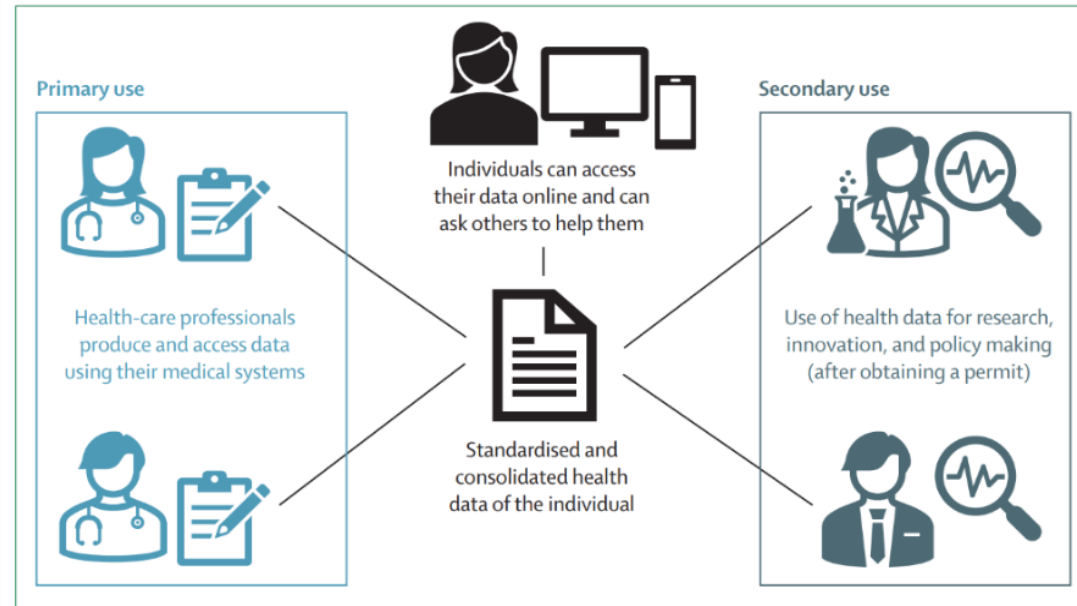 Primary use
Health-care professionals
produce and access data
using their medical systems
Individuals can access
their data online and can
ask others to help them
Standardised and
consolidated health
data of the individual
Secondary use
Use of health data for research,
innovation, and policy making
(after obtaining a permit)